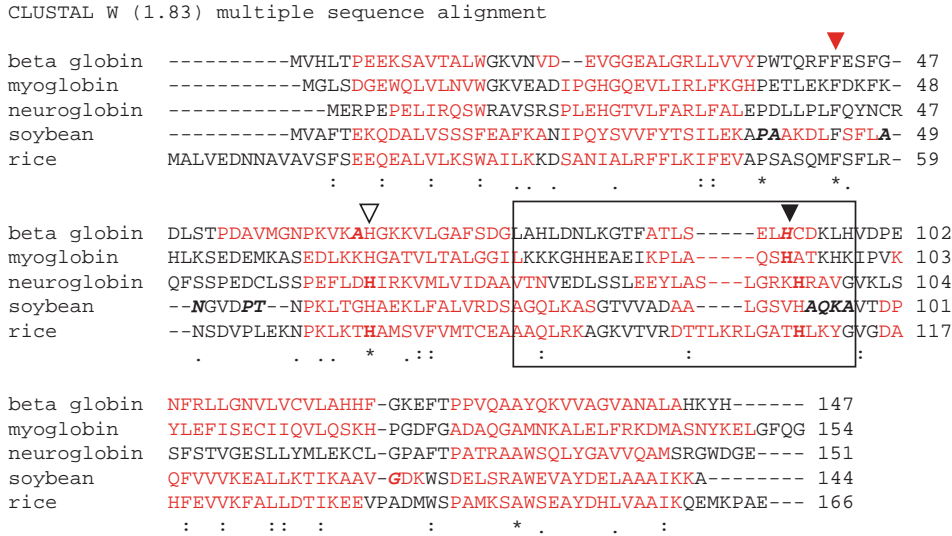 CLUSTAL W (1.83) multiple sequence alignment
beta globin ----------MVHLTPEEKSAVTALWGKVNVD--EVGGEALGRLLVVYPWTQRFFESFG- 47
myoglobin -----------MGLSDGEWQLVLNVWGKVEADIPGHGQEVLIRLFKGHPETLEKFDKFK- 48
neuroglobin -------------MERPEPELIRQSWRAVSRSPLEHGTVLFARLFALEPDLLPLFQYNCR 47
soybean ----------MVAFTEKQDALVSSSFEAFKANIPQYSVVFYTSILEKAPAAKDLFSFLA- 49
rice MALVEDNNAVAVSFSEEQEALVLKSWAILKKDSANIALRFFLKIFEVAPSASQMFSFLR- 59
: : : : .. . :: * *.
beta globin DLSTPDAVMGNPKVKAHGKKVLGAFSDGLAHLDNLKGTFATLS-----ELHCDKLHVDPE 102
myoglobin HLKSEDEMKASEDLKKHGATVLTALGGILKKKGHHEAEIKPLA-----QSHATKHKIPVK 103
neuroglobin QFSSPEDCLSSPEFLDHIRKVMLVIDAAVTNVEDLSSLEEYLAS---LGRKHRAVGVKLS 104
soybean --NGVDPT--NPKLTGHAEKLFALVRDSAGQLKASGTVVADAA----LGSVHAQKAVTDP 101
rice --NSDVPLEKNPKLKTHAMSVFVMTCEAAAQLRKAGKVTVRDTTLKRLGATHLKYGVGDA 117
. . .. * .:: : : :
beta globin NFRLLGNVLVCVLAHHF-GKEFTPPVQAAYQKVVAGVANALAHKYH------ 147
myoglobin YLEFISECIIQVLQSKH-PGDFGADAQGAMNKALELFRKDMASNYKELGFQG 154
neuroglobin SFSTVGESLLYMLEKCL-GPAFTPATRAAWSQLYGAVVQAMSRGWDGE---- 151
soybean QFVVVKEALLKTIKAAV-GDKWSDELSRAWEVAYDELAAAIKKA-------- 144
rice HFEVVKFALLDTIKEEVPADMWSPAMKSAWSEAYDHLVAAIKQEMKPAE--- 166
: : :: : : * . :